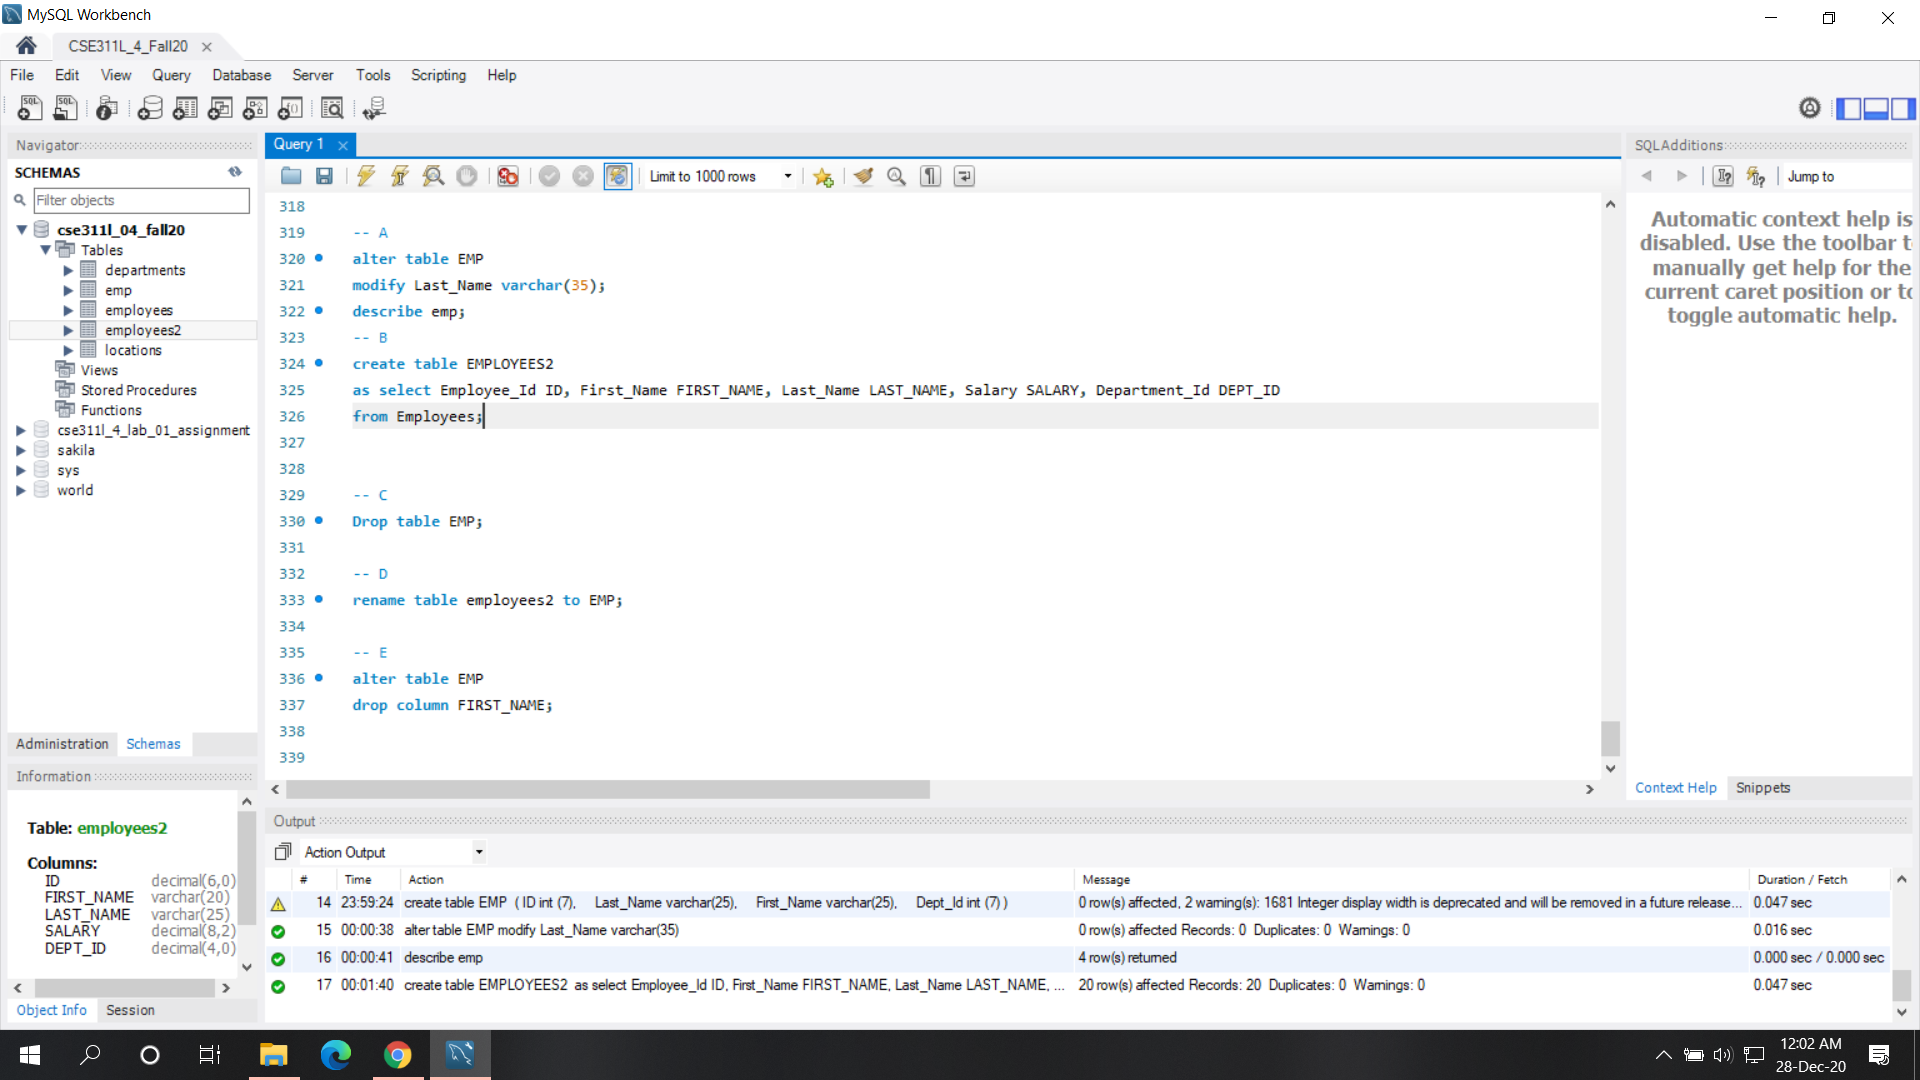 MySQL Workbench
CSE311L_4_Fall20
File Edit View Query Database Server Tools Scripting Help
Navigator
SCHEMAS
Filter objects
cse311l_04_fall20
Tables
departments
emp
employees
employees2
locations
Views
Stored Procedures
Functions
cse311l_4_lab_01_assignment
sakila
sys
world
Administration Schemas
Information
Table: employees2
Columns:
ID decimal(6,0)
FIRST_NAME varchar(20)
LAST_NAME varchar(25)
SALARY decimal(8,2)
DEPT_ID decimal(4,0)
Object Info Session
Query 1
Limit to 1000 rows
318
319 -- A
320 alter table EMP
321 modify Last_Name varchar(35);
322 describe emp;
323 -- B
324 create table EMPLOYEES2
325 as select Employee_Id ID, First_Name FIRST_NAME, Last_Name LAST_NAME, Salary SALARY, Department_Id DEPT_ID
326 from Employees;
327
328
329 -- C
330 Drop table EMP;
331
332 -- D
333 rename table employees2 to EMP;
334
335 -- E
336 alter table EMP
337 drop column FIRST_NAME;
338
339
SQLAdditions
Jump to
Automatic context help is
disabled. Use the toolbar t
manually get help for the
current caret position or to
toggle automatic help.
Context Help Snippets
Output
Action Output
# Time Action Message Duration / Fetch
14 23:59:24 create table EMP ( ID int (7), Last_Name varchar(25), First_Name varchar(25), Dept_Id int (7) ) 0 row(s) affected, 2 warning(s): 1681 Integer display width is deprecated and will be removed in a future release... 0.047 sec
15 00:00:38 alter table EMP modify Last_Name varchar(35) 0 row(s) affected Records: 0 Duplicates: 0 Warnings: 0 0.016 sec
16 00:00:41 describe emp 4 row(s) returned 0.000 sec / 0.000 sec
17 00:01:40 create table EMPLOYEES2 as select Employee_Id ID, First_Name FIRST_NAME, Last_Name LAST_NAME, ... 20 row(s) affected Records: 20 Duplicates: 0 Warnings: 0 0.047 sec
12:02 AM
28-Dec-20